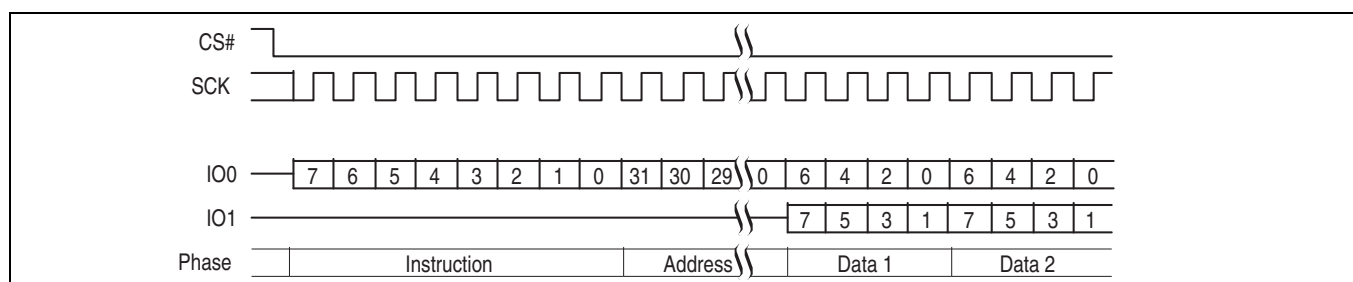 CS#
SCK
IO0 7 6 5 4 3 2 1 0 31 30 29 0 6 4 2 0 6 4 2 0
IO1 7 5 3 1 7 5 3 1
Phase Instruction Address Data 1 Data 2